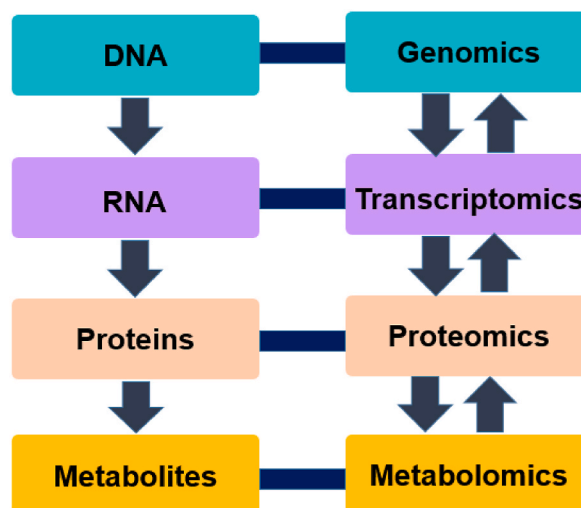 DNA
Genomics
RNA
Transcriptomics
Proteins
Proteomics
Metabolites
Metabolomics